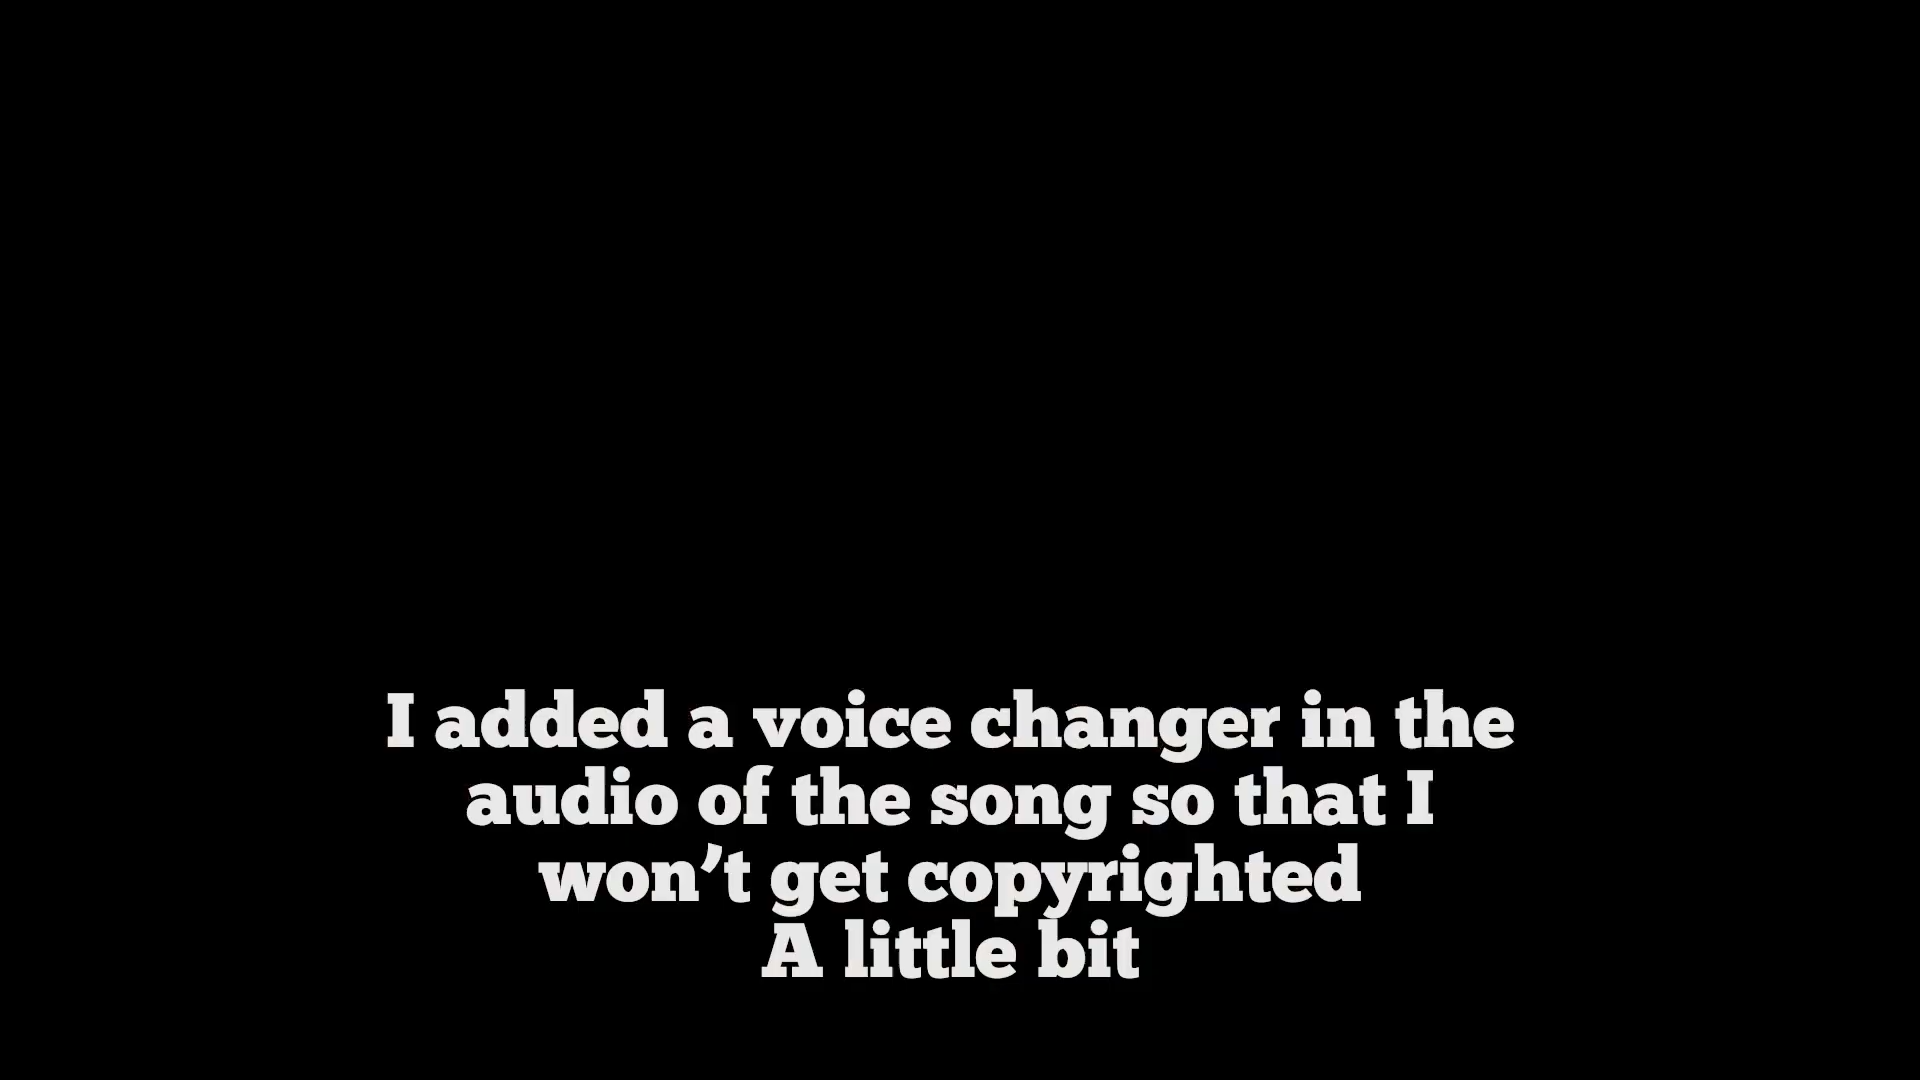 I added a voice changer in the
audio of the song so that I
won’t get copyrighted
A little bit